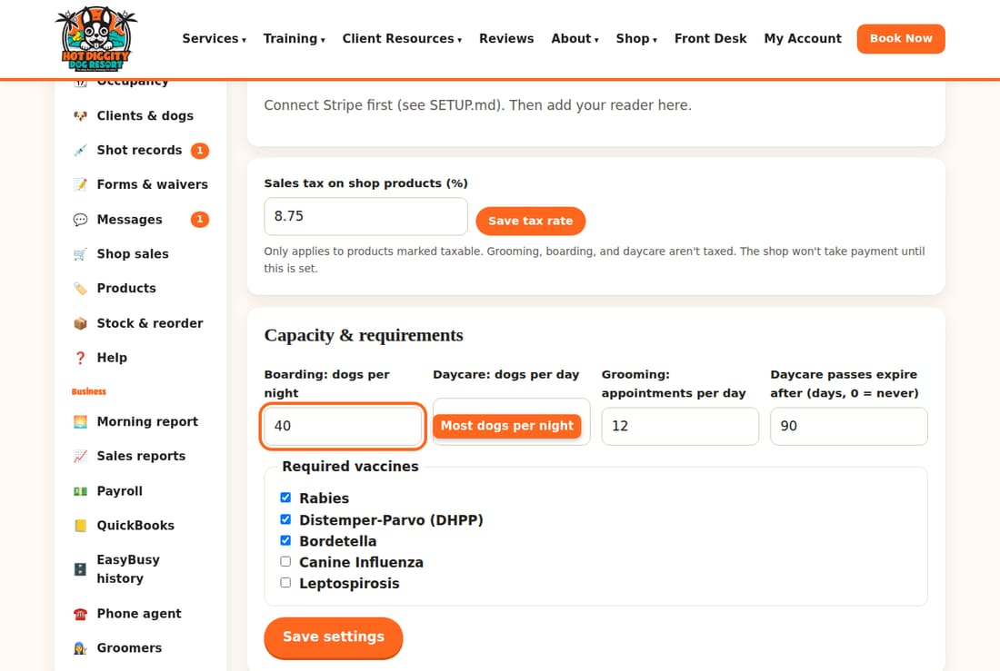 HOT DIGGITY
DOG RESORT
Services ▾
Training ▾
Client Resources ▾
Reviews
About ▾
Shop ▾
Front Desk
My Account
Book Now
Occupancy
Clients & dogs
Shot records 1
Forms & waivers
Messages 1
Shop sales
Products
Stock & reorder
Help
Business
Morning report
Sales reports
Payroll
QuickBooks
EasyBusy
history
Phone agent
Groomers
Connect Stripe first (see SETUP.md). Then add your reader here.
Sales tax on shop products (%)
8.75
Save tax rate
Only applies to products marked taxable. Grooming, boarding, and daycare aren't taxed. The shop won't take payment until
this is set.
Capacity & requirements
Boarding: dogs per
night
40
Daycare: dogs per day
Most dogs per night
Grooming:
appointments per day
12
Daycare passes expire
after (days, 0 = never)
90
Required vaccines
Rabies
Distemper-Parvo (DHPP)
Bordetella
Canine Influenza
Leptospirosis
Save settings